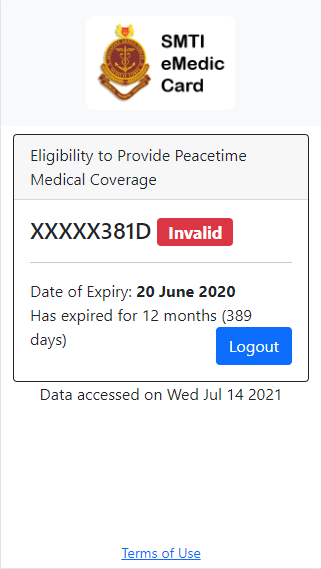 SMTI
eMedic
Card
Eligibility to Provide Peacetime
Medical Coverage
XXXXX381D Invalid
Date of Expiry: 20 June 2020
Has expired for 12 months (389
days)
Logout
Data accessed on Wed Jul 14 2021
Terms of Use